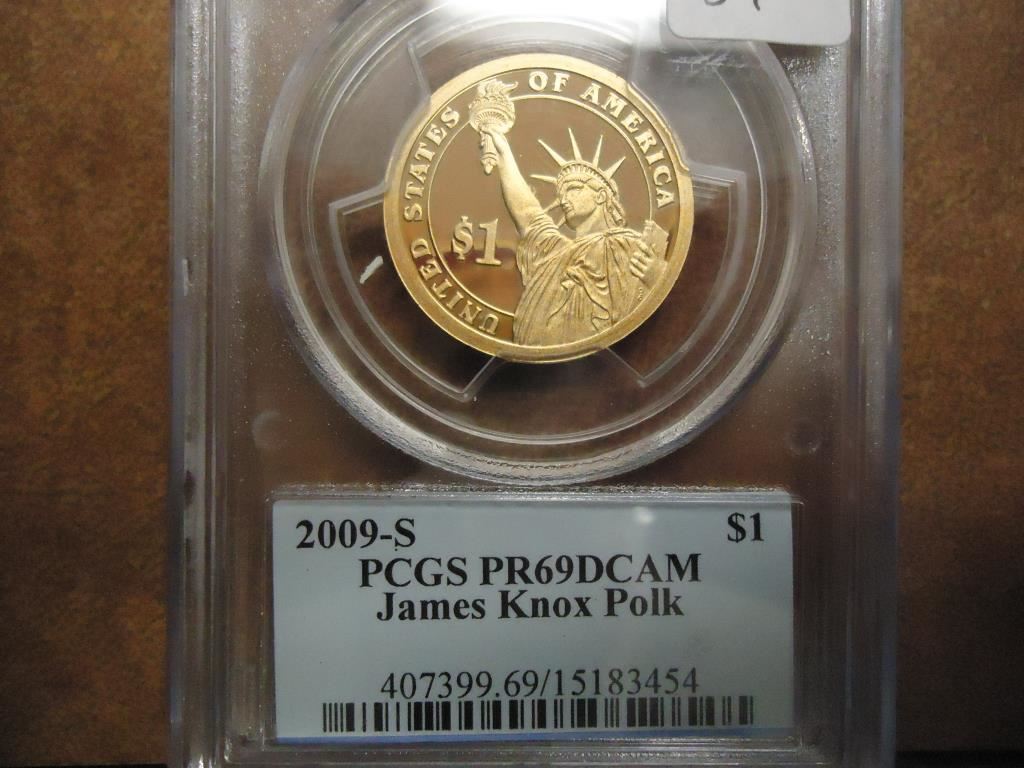 UNITED STATES OF AMERICA
$1
2009-S $1
PCGS PR69DCAM
James Knox Polk
407399.69/15183454